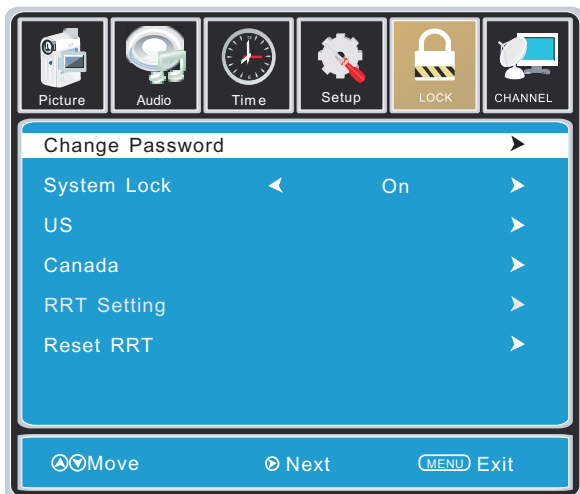 Picture Audio Time Setup LOCK CHANNEL
Change Password
System Lock On
US
Canada
RRT Setting
Reset RRT
Move Next MENU Exit